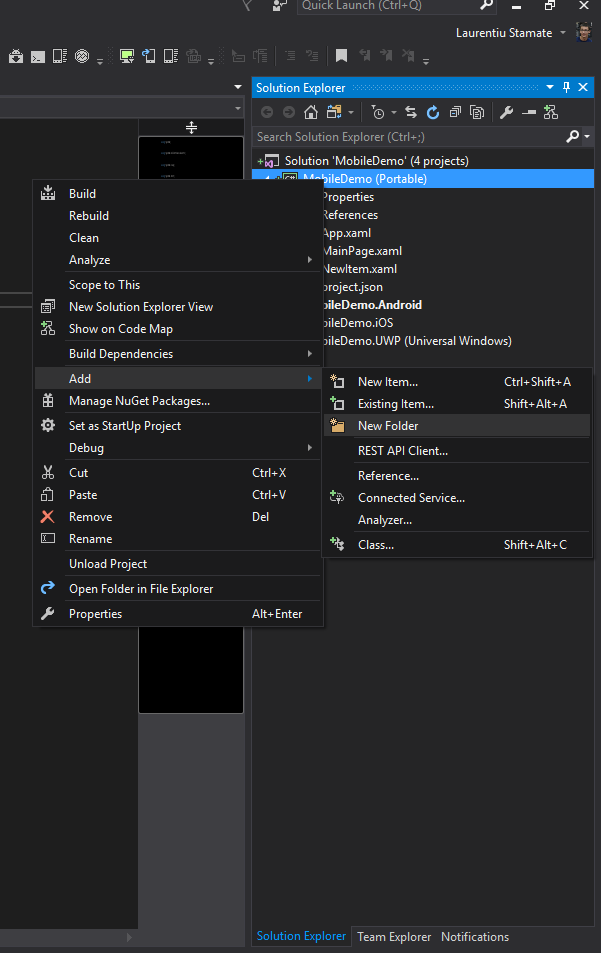 Quick Launch (Ctrl+Q)
Laurentiu Stamate
Solution Explorer
Search Solution Explorer (Ctrl+;)
Solution 'MobileDemo' (4 projects)
MobileDemo (Portable)
Properties
References
App.xaml
MainPage.xaml
NewItem.xaml
project.json
bileDemo.Android
bileDemo.iOS
bileDemo.UWP (Universal Windows)
Build
Rebuild
Clean
Analyze
Scope to This
New Solution Explorer View
Show on Code Map
Build Dependencies
Add
Manage NuGet Packages...
Set as StartUp Project
Debug
Cut Ctrl+X
Paste Ctrl+V
Remove Del
Rename
Unload Project
Open Folder in File Explorer
Properties Alt+Enter
New Item... Ctrl+Shift+A
Existing Item... Shift+Alt+A
New Folder
REST API Client...
Reference...
Connected Service...
Analyzer...
Class... Shift+Alt+C
Solution Explorer Team Explorer Notifications